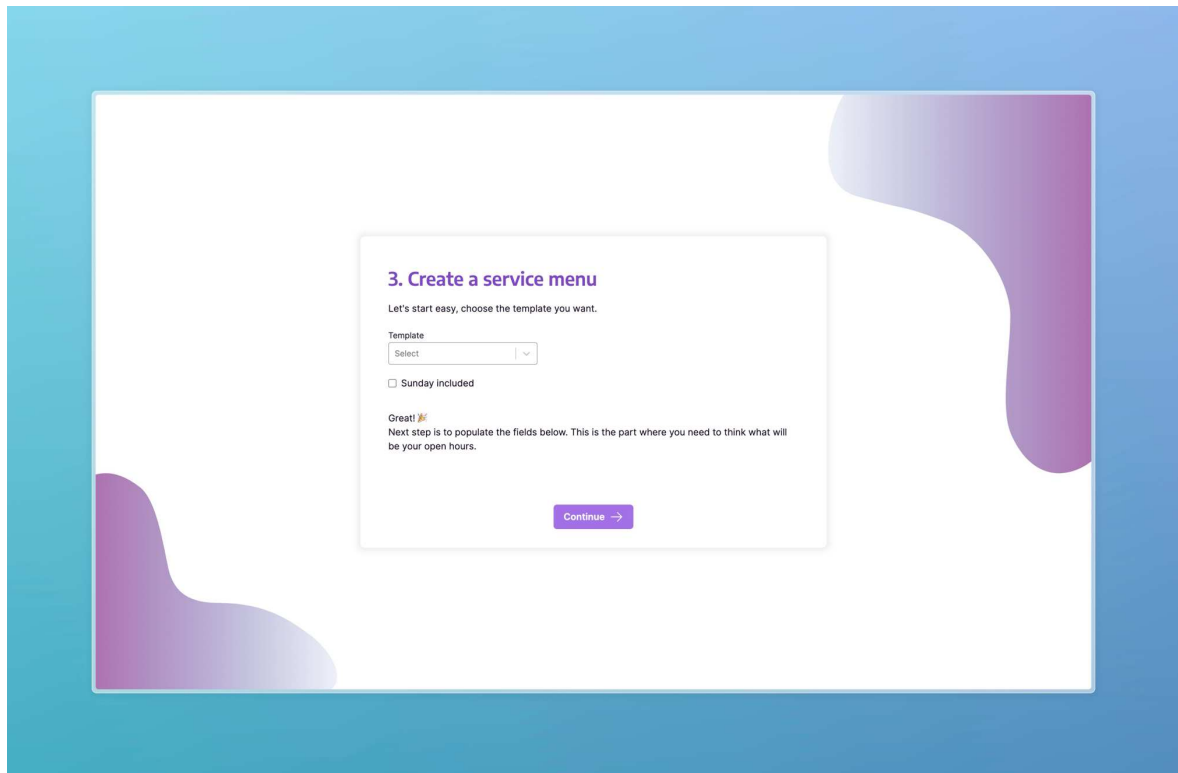 3. Create a service menu
Let's start easy, choose the template you want.
Template
Select
Sunday included
Great! 🎉
Next step is to populate the fields below. This is the part where you need to think what will
be your open hours.
Continue →